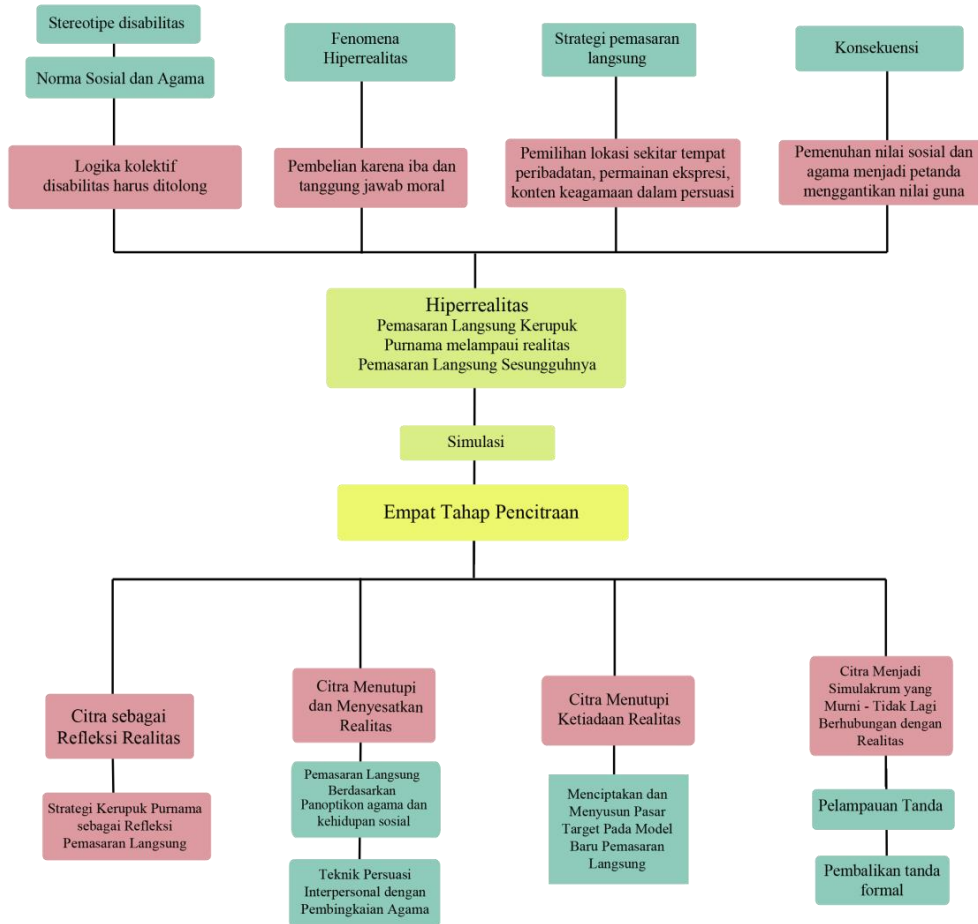 Stereotipe disabilitas
Norma Sosial dan Agama
Logika kolektif
disabilitas harus ditolong
Fenomena
Hiperrealitas
Pembelian karena iba dan
tanggung jawab moral
Strategi pemasaran
langsung
Pemilihan lokasi sekitar tempat
peribadatan, permainan ekspresi,
konten keagamaan dalam persuasi
Konsekuensi
Pemenuhan nilai sosial dan
agama menjadi petanda
menggantikan nilai guna
Hiperrealitas
Pemasaran Langsung Kerupuk
Purnama melampaui realitas
Pemasaran Langsung Sesungguhnya
Simulasi
Empat Tahap Pencitraan
Citra sebagai
Refleksi Realitas
Strategi Kerupuk Purnama
sebagai Refleksi
Pemasaran Langsung
Citra Menutupi
dan Menyesatkan
Realitas
Pemasaran Langsung
Berdasarkan
Panoptikon agama dan
kehidupan sosial
Teknik Persuasi
Interpersonal dengan
Pembingkaian Agama
Citra Menutupi
Ketiadaan Realitas
Menciptakan dan
Menyusun Pasar
Target Pada Model
Baru Pemasaran
Langsung
Citra Menjadi
Simulakrum yang
Murni - Tidak Lagi
Berhubungan dengan
Realitas
Pelampauan Tanda
Pembalikan tanda
formal